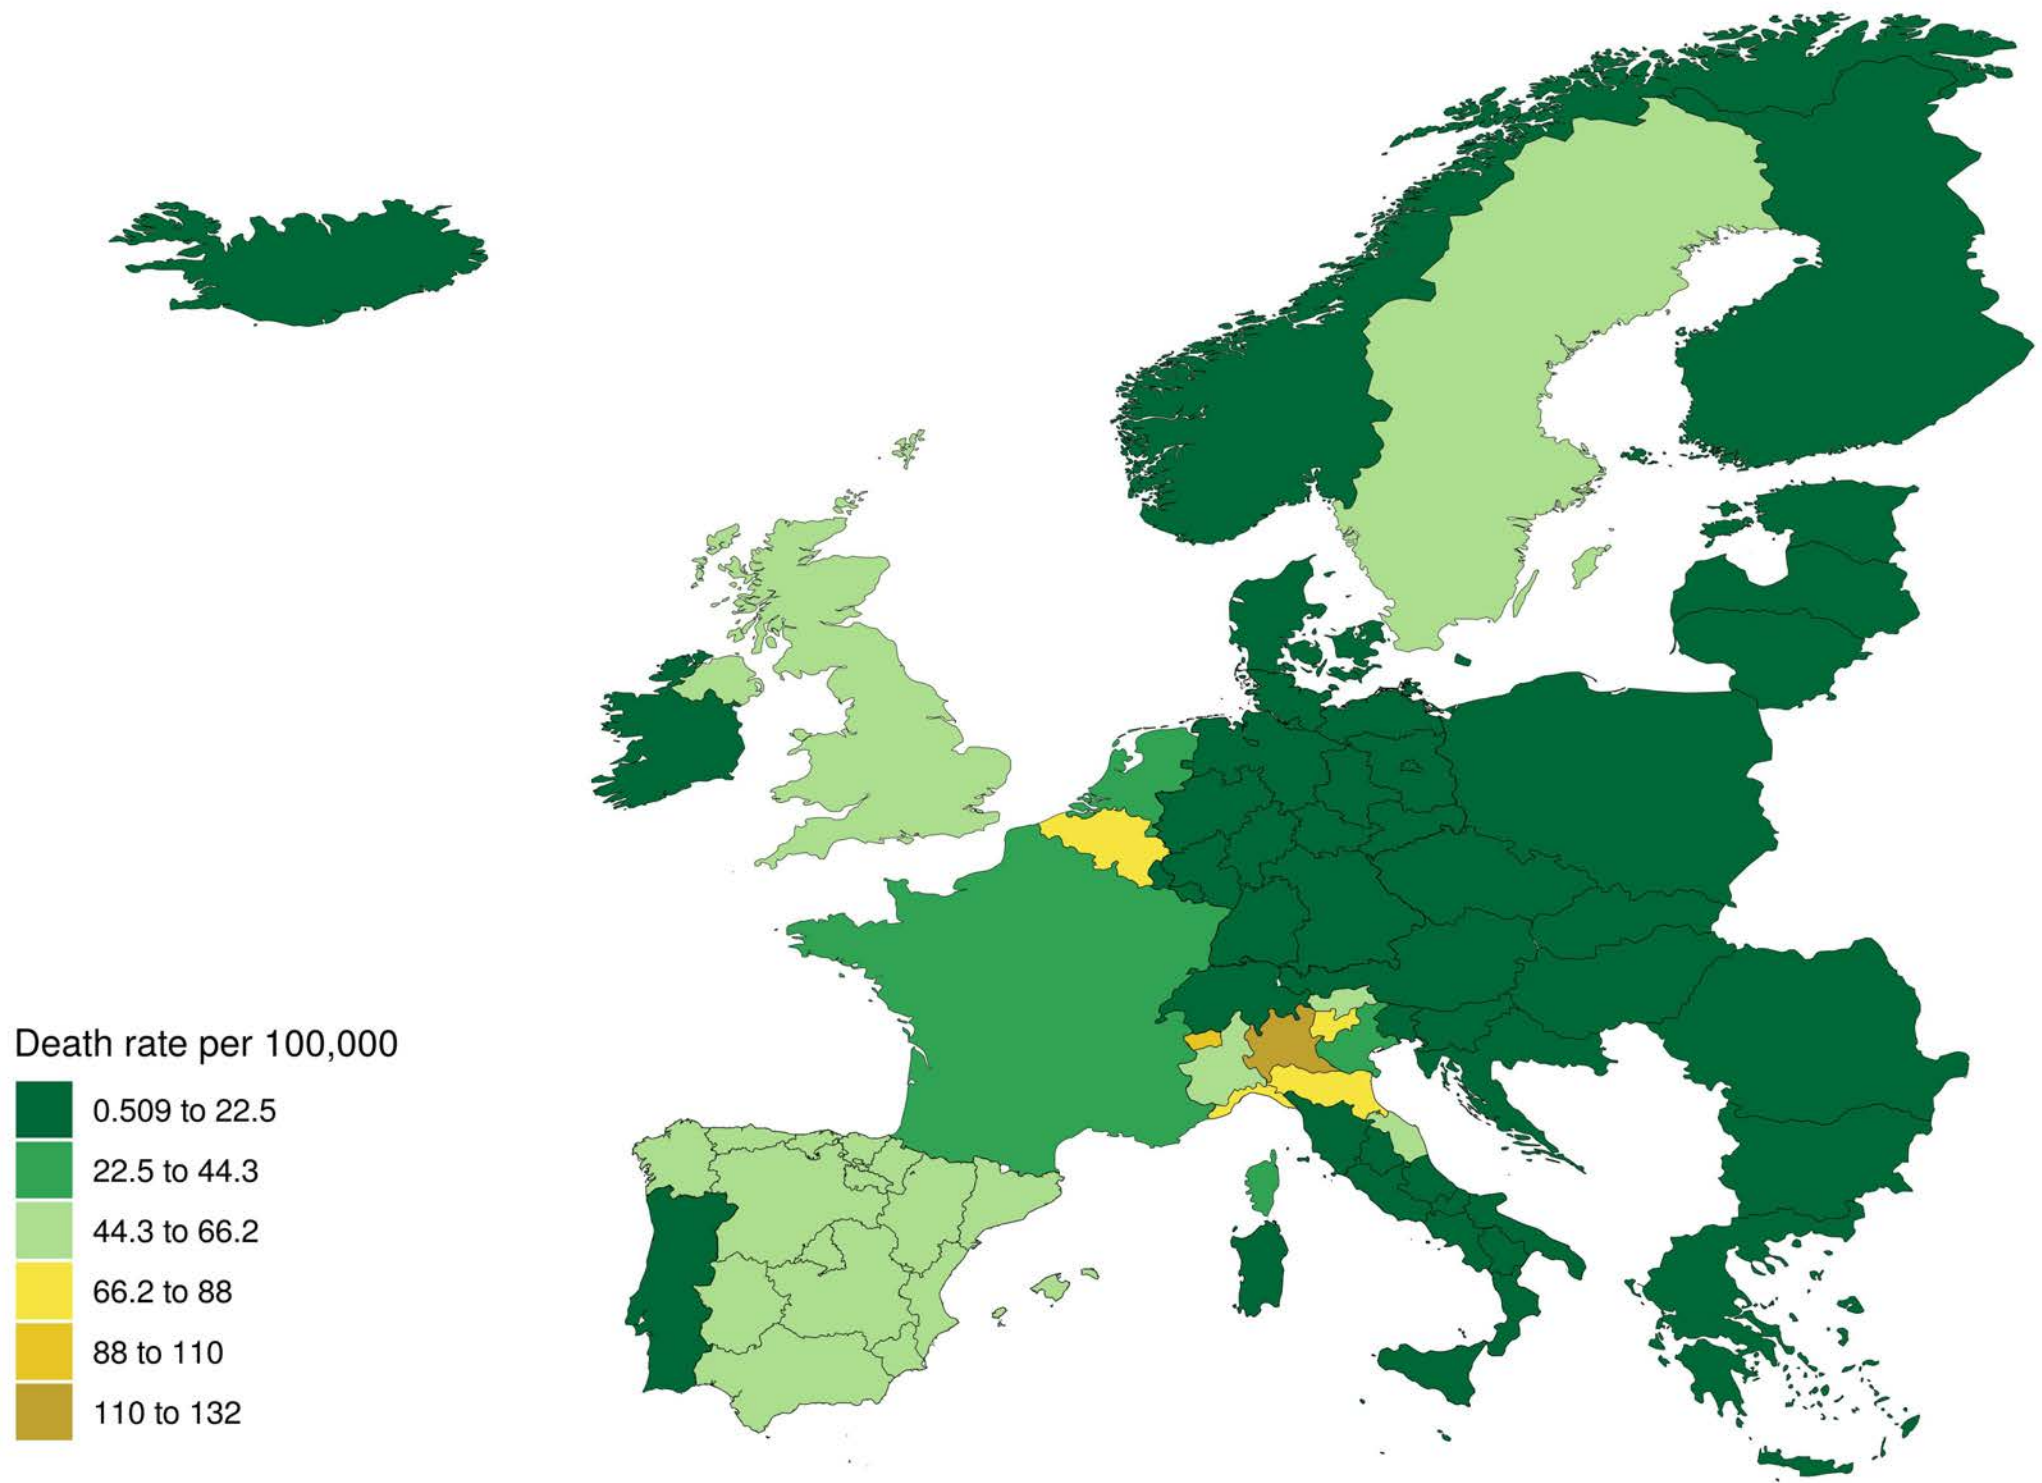 Death rate per 100,000
0.509 to 22.5
22.5 to 44.3
44.3 to 66.2
66.2 to 88
88 to 110
110 to 132